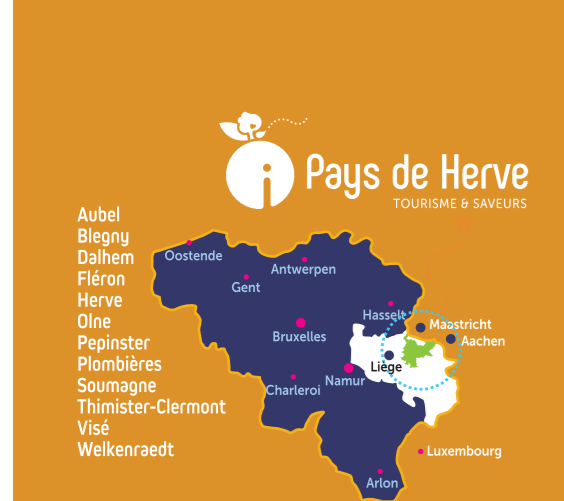 i Pays de Herve
TOURISME & SAVEURS
Aubel
Blegny
Dalhem
Fléron
Herve
Olne
Pepinster
Plombières
Soumagne
Thimister-Clermont
Visé
Welkenraedt
Oostende
Antwerpen
Gent
Hasselt
Maastricht
Bruxelles
Aachen
Liège
Namur
Charleroi
Luxembourg
Arlon